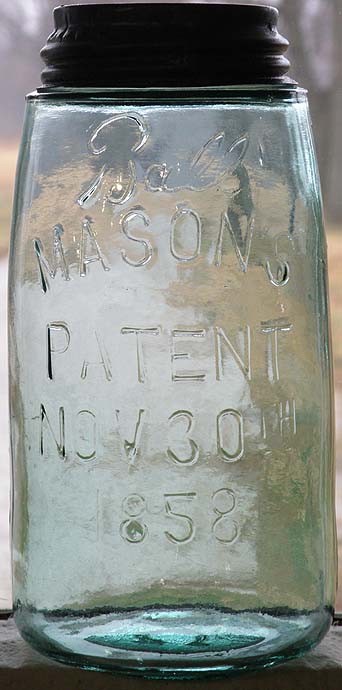 Ball
MASON'S
PATENT
NOV 30TH
1858